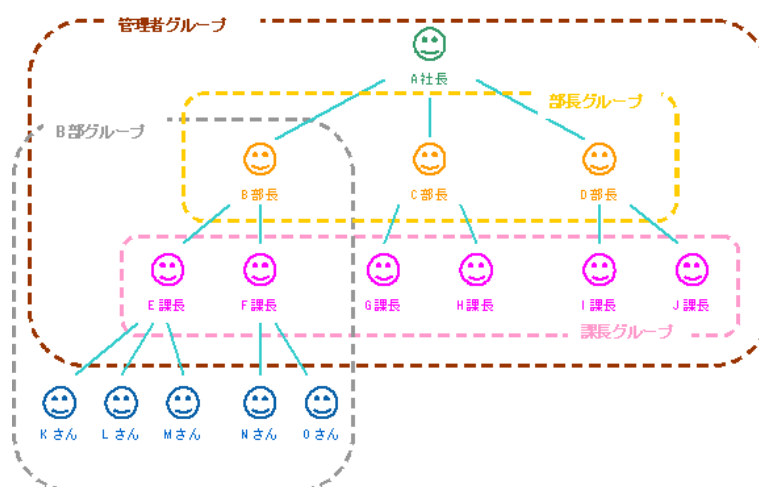 管理者グループ
A社長
部長グループ
B部グループ
B部長
C部長
D部長
E課長
F課長
G課長
H課長
I課長
J課長
課長グループ
Kさん
Lさん
Mさん
Nさん
Oさん